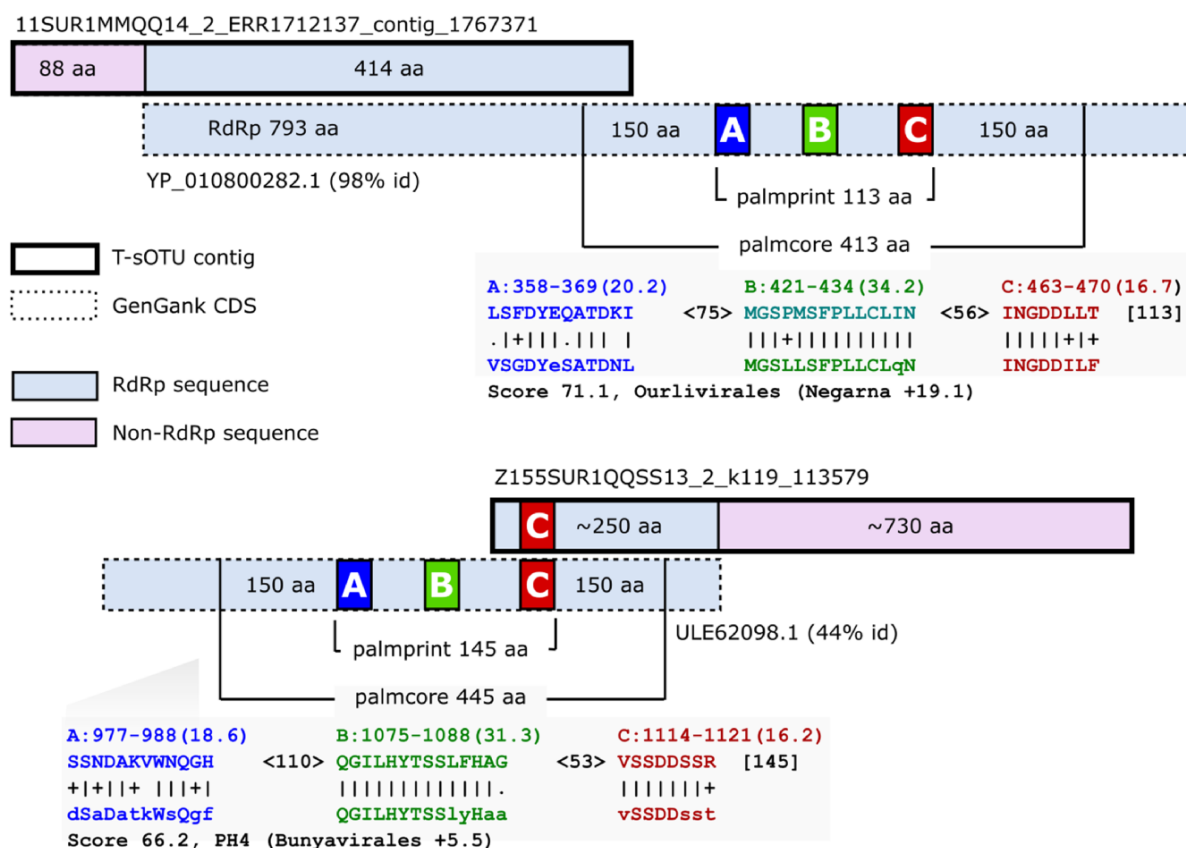 11SUR1MMQQ14_2_ERR1712137_contig_1767371
88 aa 414 aa
RdRp 793 aa 150 aa A B C 150 aa
YP_010800282.1 (98% id)
palmprint 113 aa
palmcore 413 aa
T-sOTU contig
GenGank CDS
RdRp sequence
Non-RdRp sequence
A:358-369(20.2) B:421-434(34.2) C:463-470(16.7)
LSFDYEQATDKI <75> MGSPMSFPLLCLIN <56> INGDDLLT [113]
.|+|||.||| | |||+|||||||||| |||||+|+
VSGDYeSATDNL MGSLLSFPLLCLqN INGDDILF
Score 71.1, Ourlivirales (Negarna +19.1)
Z155SUR1QQSS13_2_k119_113579
C ~250 aa ~730 aa
150 aa A B C 150 aa
ULE62098.1 (44% id)
palmprint 145 aa
palmcore 445 aa
A:977-988(18.6) B:1075-1088(31.3) C:1114-1121(16.2)
SSNDAKVWNQGH <110> QGILHYTSSLFHAG <53> VSSDDSSR [145]
+|+||+ |||+| |||||||||||||. |||||||+
dSaDatkWsQgf QGILHYTSSlyHaa vSSDDsst
Score 66.2, PH4 (Bunyavirales +5.5)